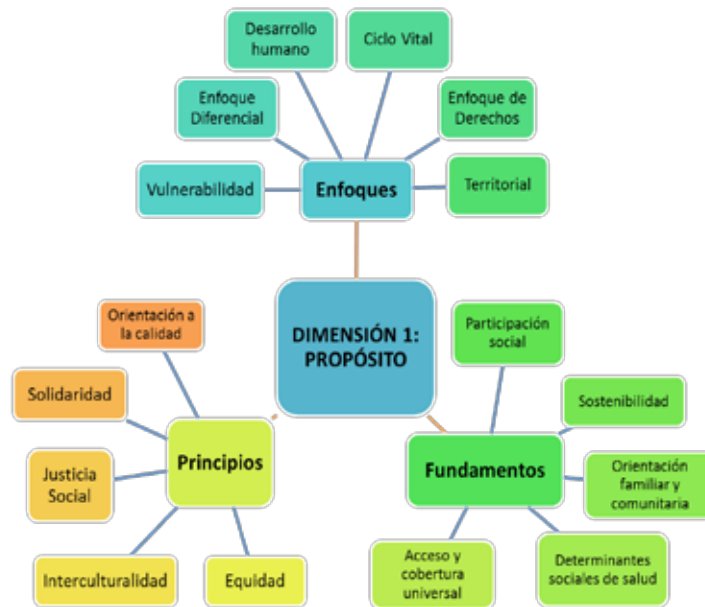 Desarrollo
humano
Ciclo Vital
Enfoque
Diferencial
Enfoque de
Derechos
Vulnerabilidad
Enfoques
Territorial
DIMENSIÓN 1:
PROPÓSITO
Orientación a
la calidad
Solidaridad
Justicia
Social
Principios
Interculturalidad
Equidad
Participación
social
Sostenibilidad
Fundamentos
Orientación
familiar y
comunitaria
Acceso y
cobertura
universal
Determinantes
sociales de salud